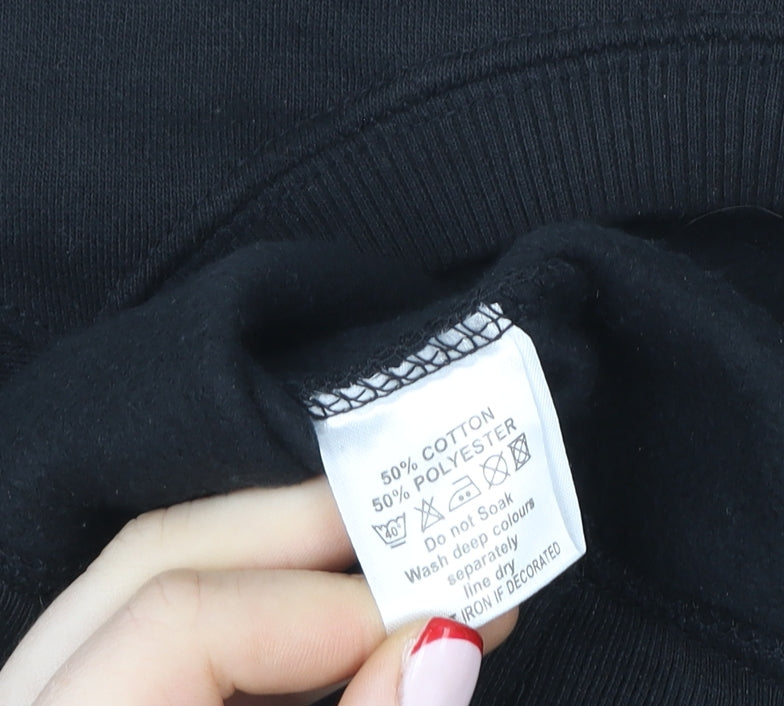 50% COTTON
50% POLYESTER
40°
Do not Soak
Wash deep colours
separately
line dry
IRON IF DECORATED